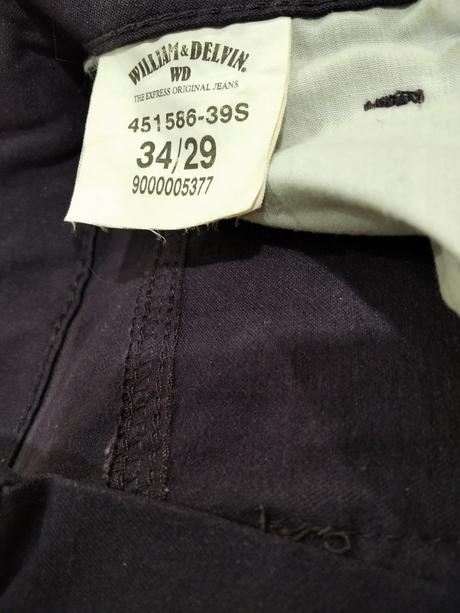 WILLIAM & DELVIN.
WD
THE EXPRESS ORIGINAL JEANS
451586-39S
34/29
9000005377